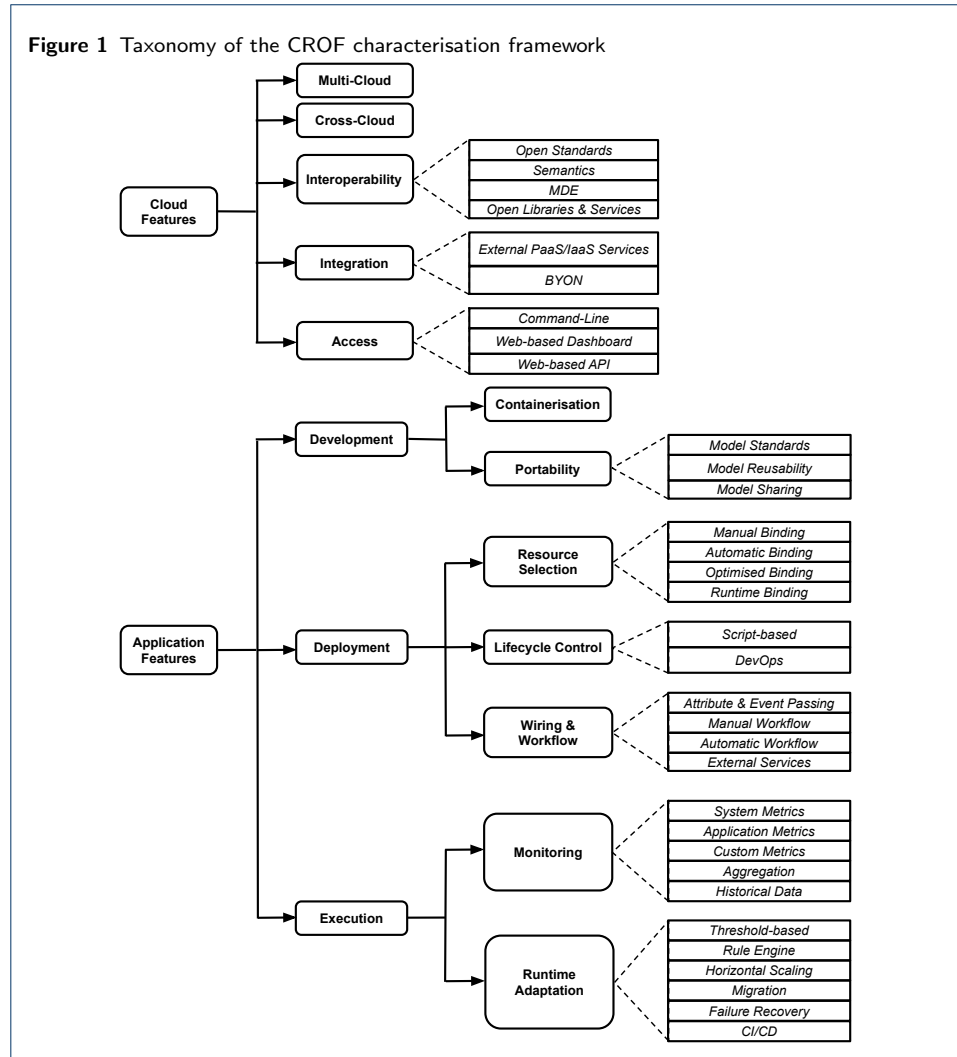 Figure 1 Taxonomy of the CROF characterisation framework
Cloud
Features
Multi-Cloud
Cross-Cloud
Interoperability
Open Standards
Semantics
MDE
Open Libraries & Services
Integration
External PaaS/IaaS Services
BYON
Access
Command-Line
Web-based Dashboard
Web-based API
Application
Features
Development
Containerisation
Portability
Model Standards
Model Reusability
Model Sharing
Deployment
Resource
Selection
Manual Binding
Automatic Binding
Optimised Binding
Runtime Binding
Lifecycle Control
Script-based
DevOps
Wiring &
Workflow
Attribute & Event Passing
Manual Workflow
Automatic Workflow
External Services
Execution
Monitoring
System Metrics
Application Metrics
Custom Metrics
Aggregation
Historical Data
Runtime
Adaptation
Threshold-based
Rule Engine
Horizontal Scaling
Migration
Failure Recovery
CI/CD